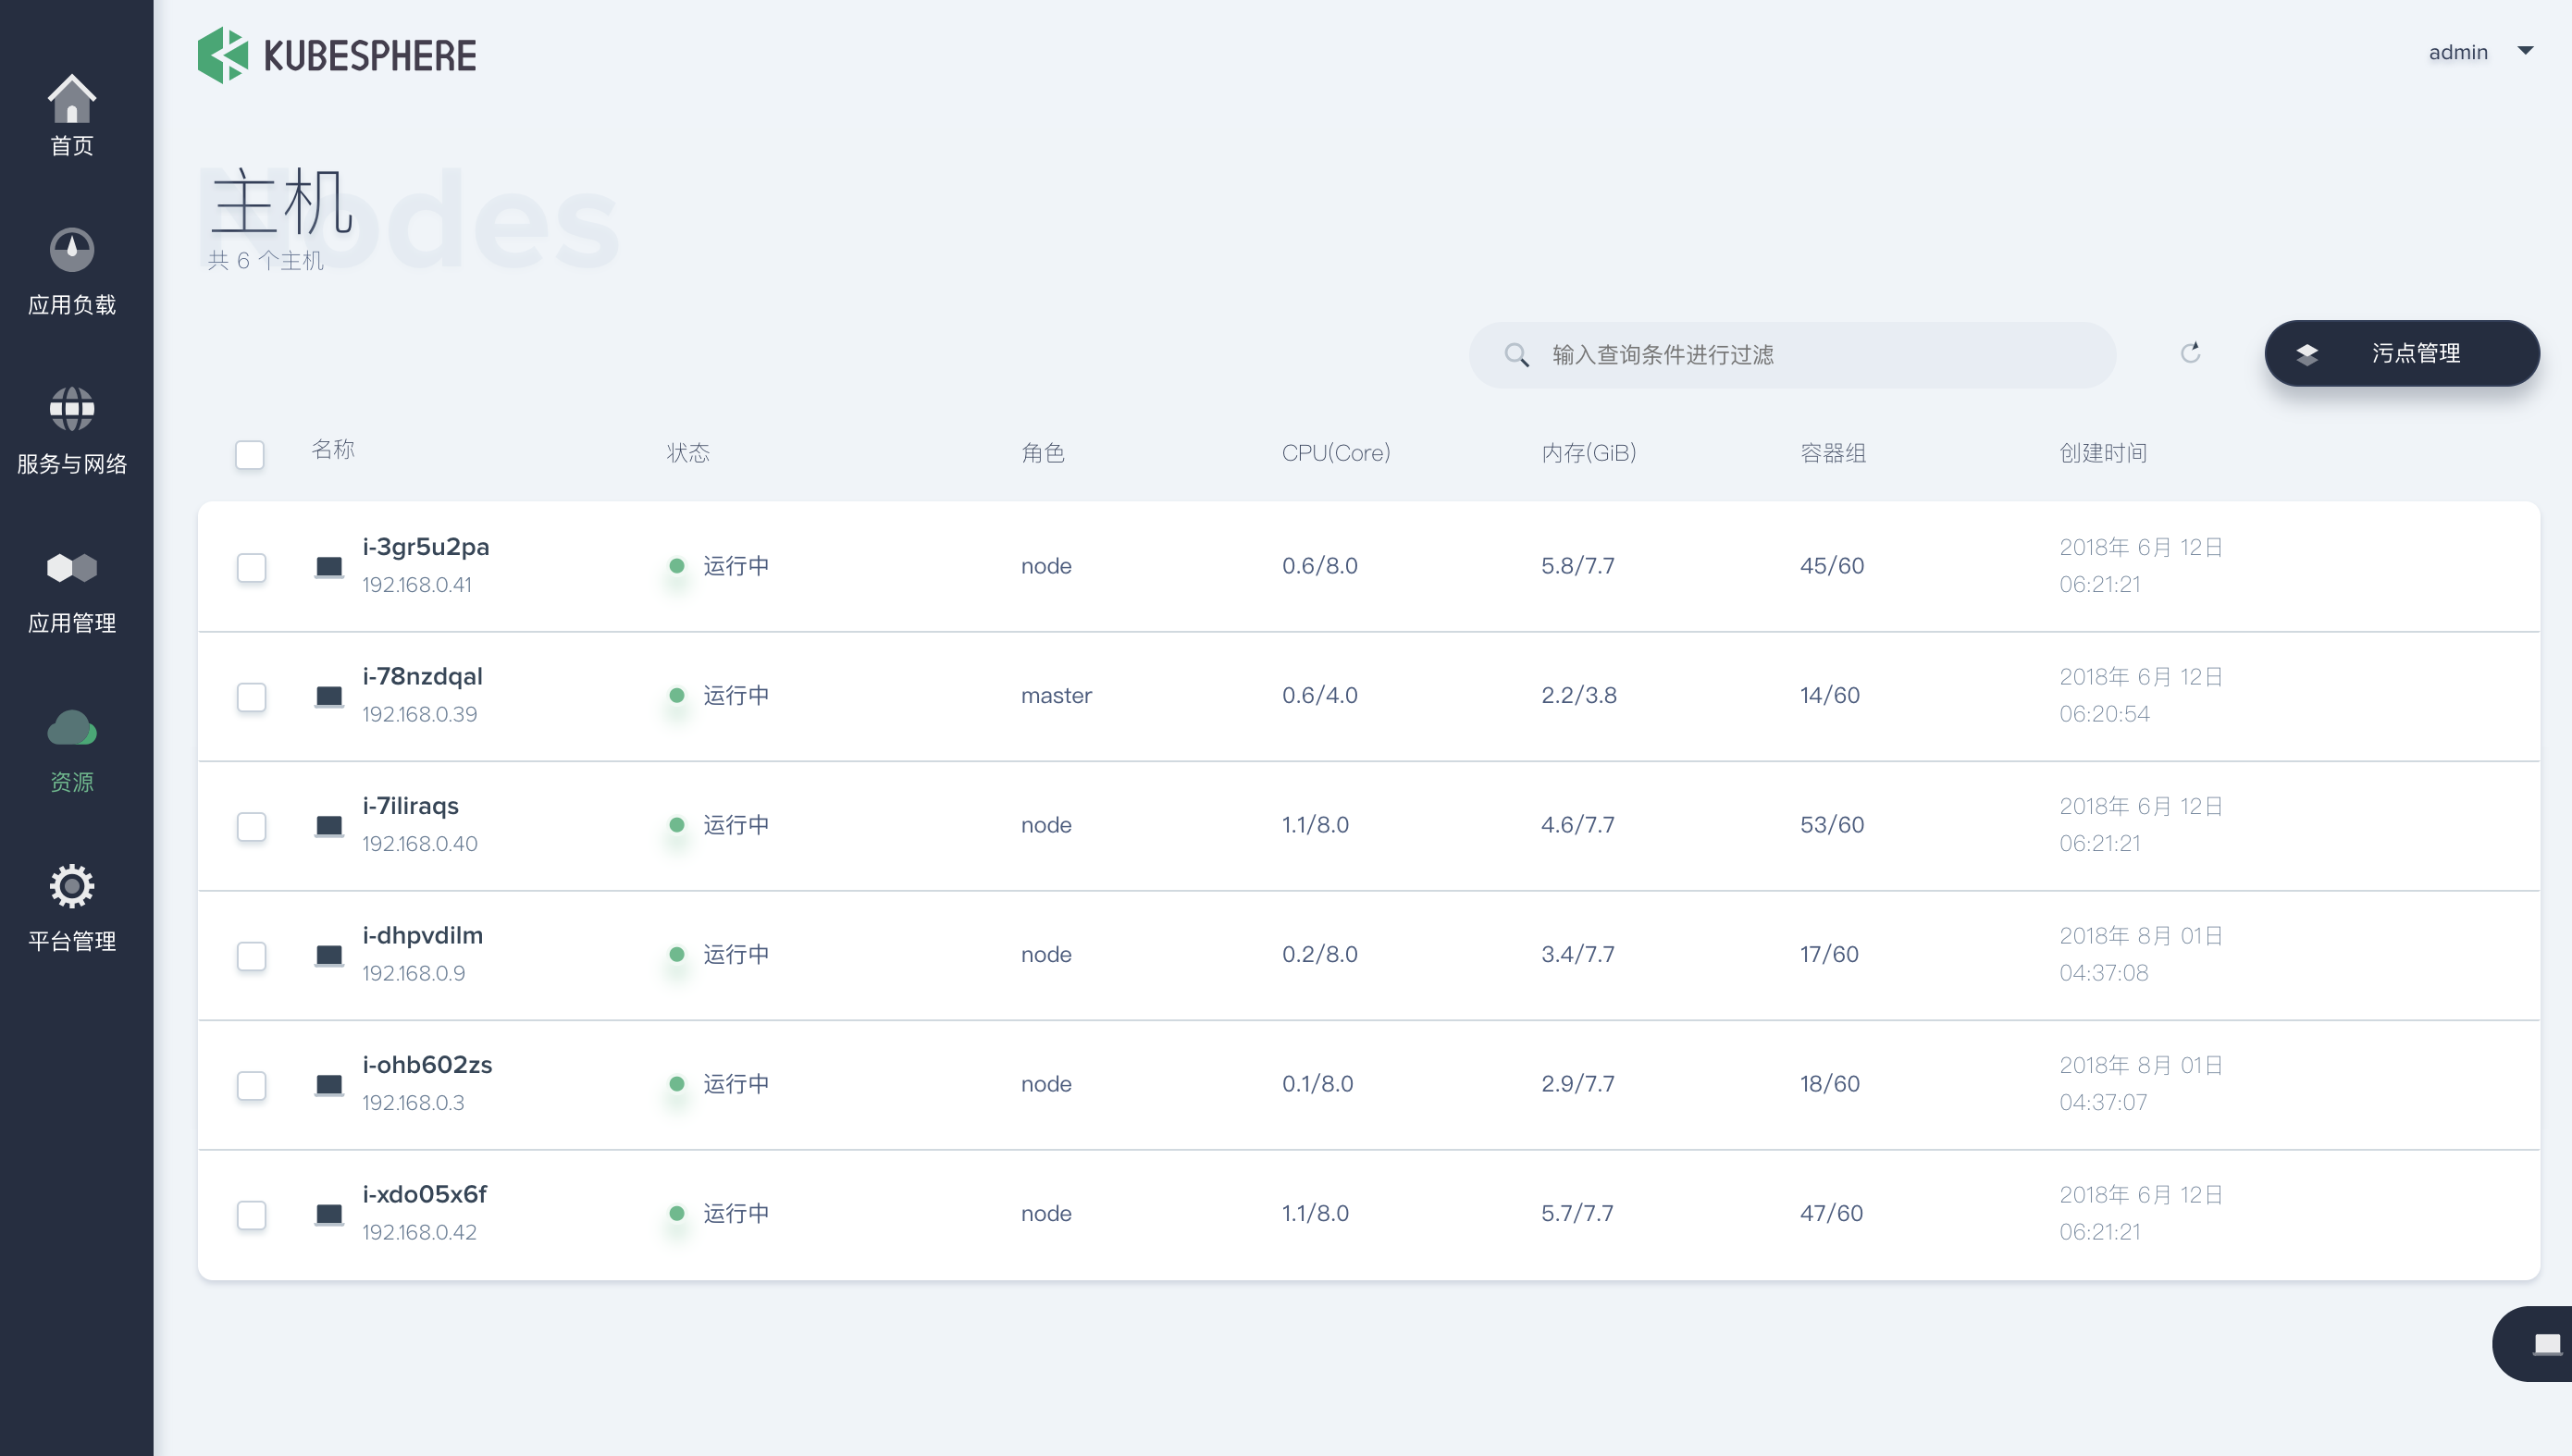 KUBESPHERE
admin
首页
应用负载
服务与网络
应用管理
资源
平台管理
Nodes
主机
共 6 个主机
输入查询条件进行过滤
污点管理
名称 状态 角色 CPU(Core) 内存(GiB) 容器组 创建时间
i-3gr5u2pa
192.168.0.41
运行中 node 0.6/8.0 5.8/7.7 45/60
2018年 6月 12日
06:21:21
i-78nzdqal
192.168.0.39
运行中 master 0.6/4.0 2.2/3.8 14/60
2018年 6月 12日
06:20:54
i-7iliraqs
192.168.0.40
运行中 node 1.1/8.0 4.6/7.7 53/60
2018年 6月 12日
06:21:21
i-dhpvdilm
192.168.0.9
运行中 node 0.2/8.0 3.4/7.7 17/60
2018年 8月 01日
04:37:08
i-ohb602zs
192.168.0.3
运行中 node 0.1/8.0 2.9/7.7 18/60
2018年 8月 01日
04:37:07
i-xdo05x6f
192.168.0.42
运行中 node 1.1/8.0 5.7/7.7 47/60
2018年 6月 12日
06:21:21